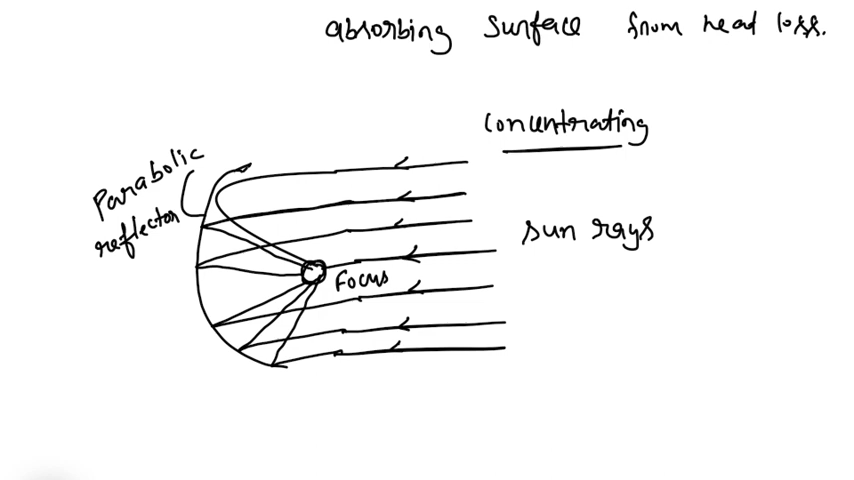 absorbing surface from heat loss.
concentrating
Parabolic
reflector
sun rays
Focus